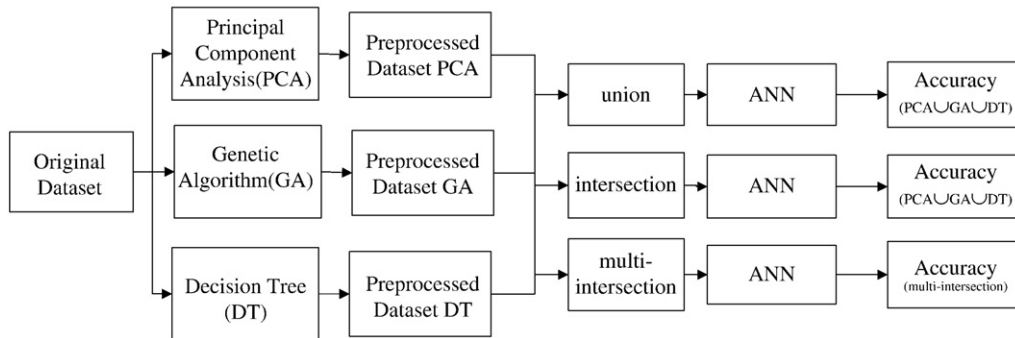 Original
Dataset
Principal
Component
Analysis(PCA)
Genetic
Algorithm(GA)
Decision Tree
(DT)
Preprocessed
Dataset PCA
Preprocessed
Dataset GA
Preprocessed
Dataset DT
union
intersection
multi-
intersection
ANN
ANN
ANN
Accuracy
(PCA∪GA∪DT)
Accuracy
(PCA∪GA∪DT)
Accuracy
(multi-intersection)